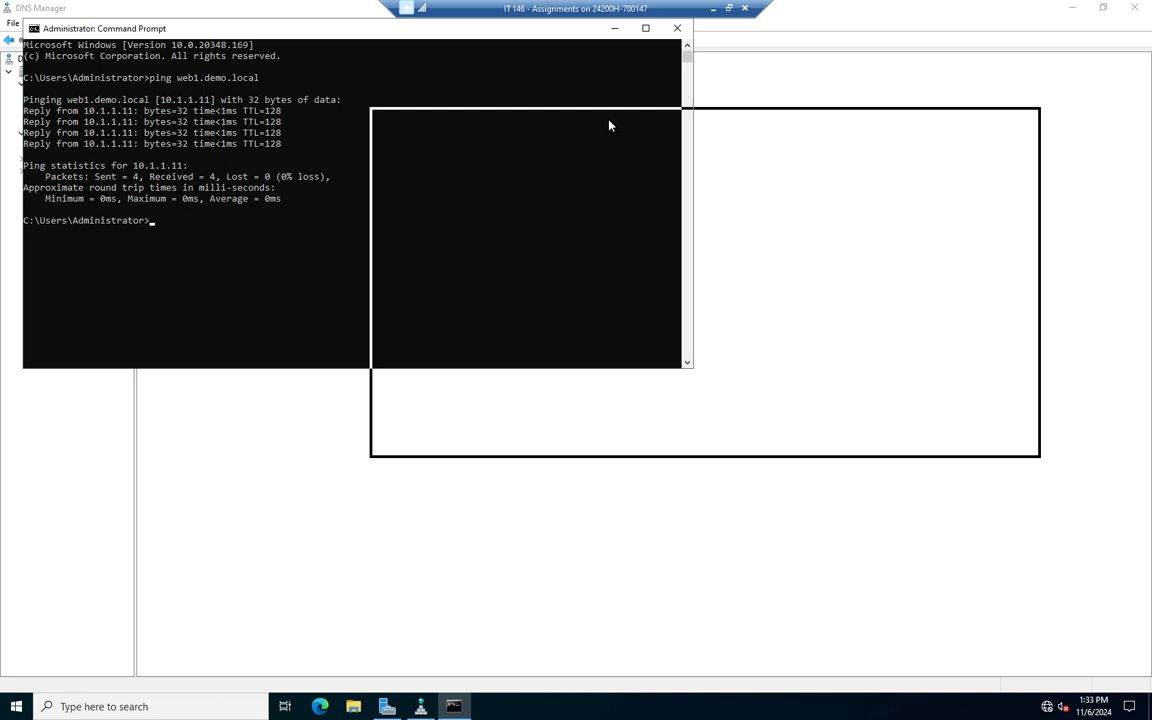 DNS Manager
IT 146 - Assignments on 24200H-700147
File
Administrator: Command Prompt
Microsoft Windows [Version 10.0.20348.169]
(c) Microsoft Corporation. All rights reserved.
C:\Users\Administrator>ping web1.demo.local
Pinging web1.demo.local [10.1.1.11] with 32 bytes of data:
Reply from 10.1.1.11: bytes=32 time<1ms TTL=128
Reply from 10.1.1.11: bytes=32 time<1ms TTL=128
Reply from 10.1.1.11: bytes=32 time<1ms TTL=128
Reply from 10.1.1.11: bytes=32 time<1ms TTL=128
Ping statistics for 10.1.1.11:
Packets: Sent = 4, Received = 4, Lost = 0 (0% loss),
Approximate round trip times in milli-seconds:
Minimum = 0ms, Maximum = 0ms, Average = 0ms
C:\Users\Administrator>
Type here to search
1:33 PM
11/6/2024